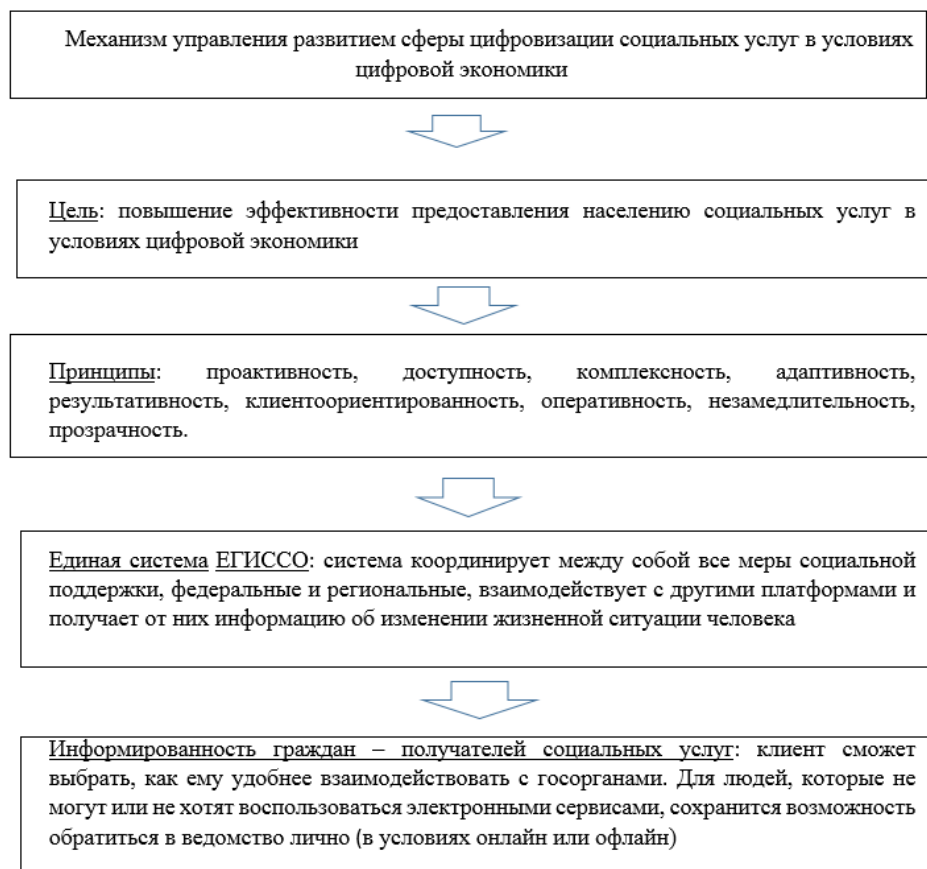 Механизм управления развитием сферы цифровизации социальных услуг в условиях
цифровой экономики
Цель: повышение эффективности предоставления населению социальных услуг в
условиях цифровой экономики
Принципы: проактивность, доступность, комплексность, адаптивность,
результативность, клиентоориентированность, оперативность, незамедлительность,
прозрачность.
Единая система ЕГИССО: система координирует между собой все меры социальной
поддержки, федеральные и региональные, взаимодействует с другими платформами и
получает от них информацию об изменении жизненной ситуации человека
Информированность граждан – получателей социальных услуг: клиент сможет
выбрать, как ему удобнее взаимодействовать с госорганами. Для людей, которые не
могут или не хотят воспользоваться электронными сервисами, сохранится возможность
обратиться в ведомство лично (в условиях онлайн или офлайн)